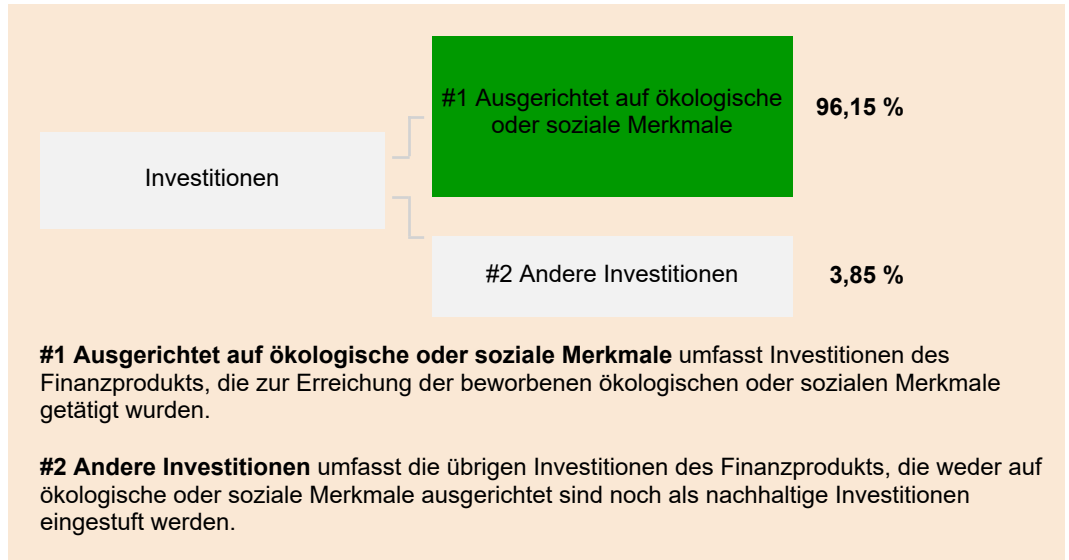 #1 Ausgerichtet auf ökologische
oder soziale Merkmale
96,15 %
Investitionen
#2 Andere Investitionen
3,85 %
#1 Ausgerichtet auf ökologische oder soziale Merkmale umfasst Investitionen des
Finanzprodukts, die zur Erreichung der beworbenen ökologischen oder sozialen Merkmale
getätigt wurden.
#2 Andere Investitionen umfasst die übrigen Investitionen des Finanzprodukts, die weder auf
ökologische oder soziale Merkmale ausgerichtet sind noch als nachhaltige Investitionen
eingestuft werden.